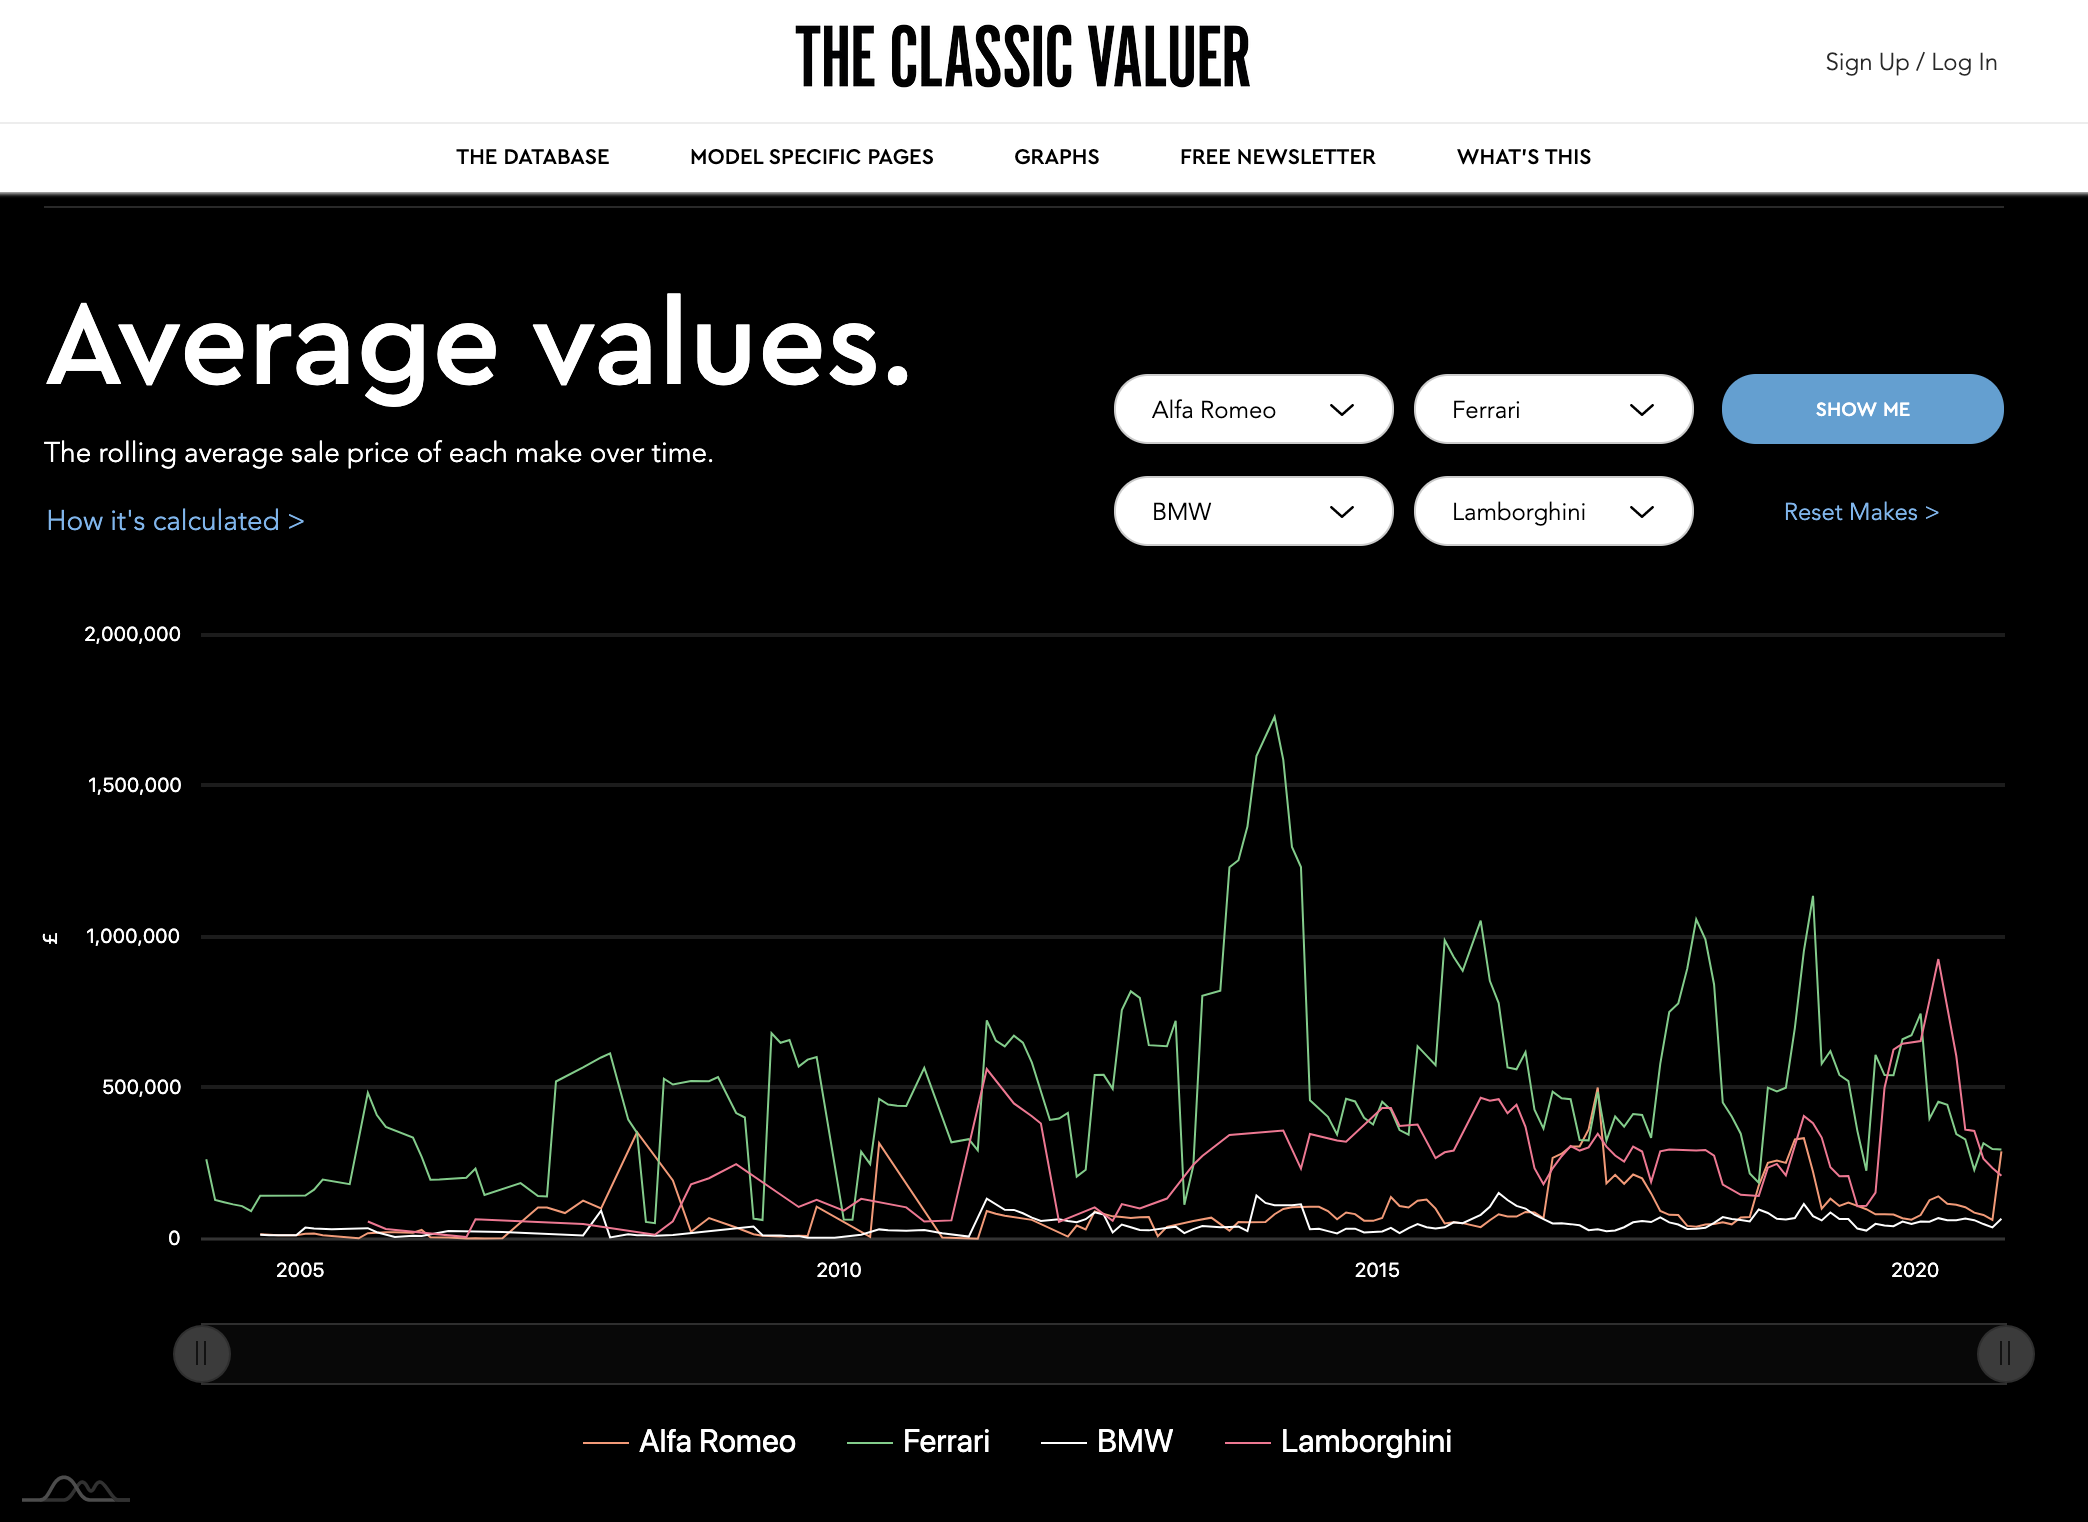 THE CLASSIC VALUER
Sign Up / Log In
THE DATABASE
MODEL SPECIFIC PAGES
GRAPHS
FREE NEWSLETTER
WHAT'S THIS
Average values.
The rolling average sale price of each make over time.
How it's calculated >
Alfa Romeo
Ferrari
SHOW ME
BMW
Lamborghini
Reset Makes >
2,000,000
1,500,000
1,000,000
500,000
0
£
2005
2010
2015
2020
Alfa Romeo
Ferrari
BMW
Lamborghini